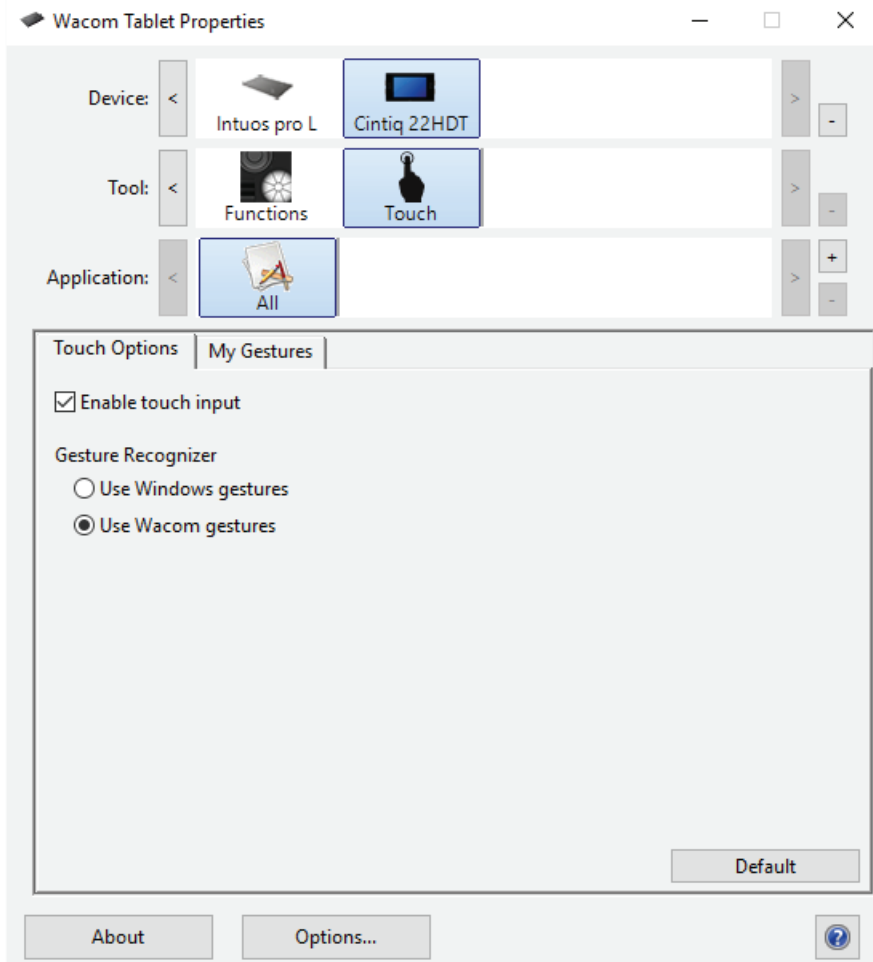 Wacom Tablet Properties
Device:
<
Intuos pro L
Cintiq 22HDT
>
-
Tool:
<
Functions
Touch
>
-
Application:
<
All
>
+
-
Touch Options
My Gestures
Enable touch input
Gesture Recognizer
Use Windows gestures
Use Wacom gestures
Default
About
Options...
?